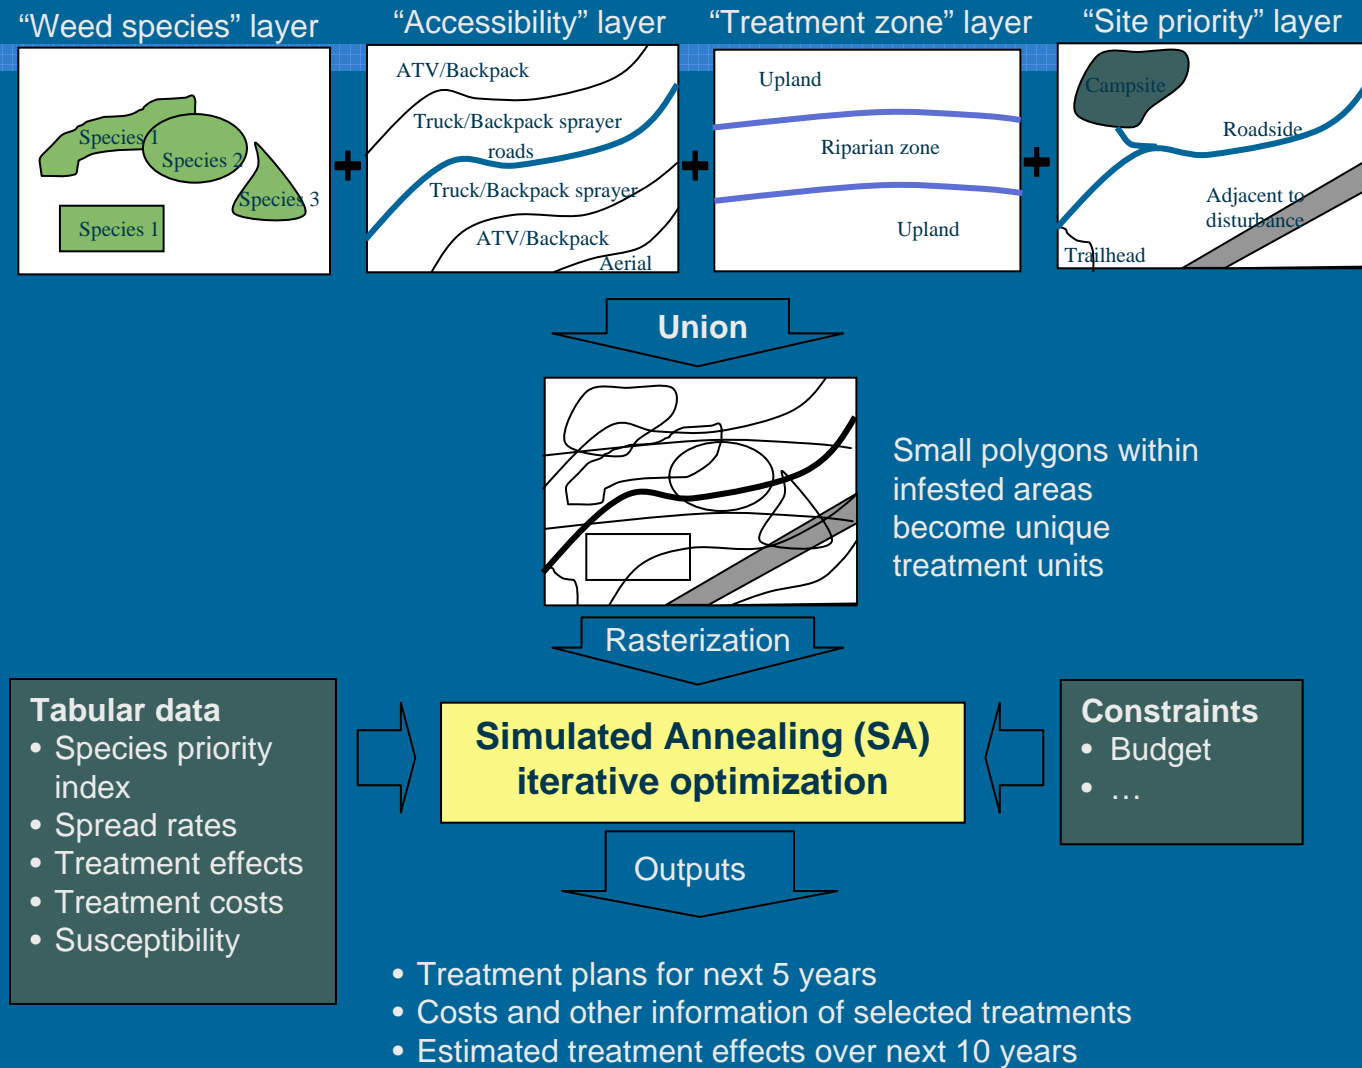 “Weed species” layer
“Accessibility” layer
“Treatment zone” layer
“Site priority” layer
Species 1
Species 2
Species 3
Species 1
+
ATV/Backpack
Truck/Backpack sprayer
roads
Truck/Backpack sprayer
ATV/Backpack
Aerial
+
Upland
Riparian zone
Upland
+
Campsite
Roadside
Adjacent to
disturbance
Trailhead
Union
Small polygons within
infested areas
become unique
treatment units
Rasterization
Tabular data
• Species priority
index
• Spread rates
• Treatment effects
• Treatment costs
• Susceptibility
Simulated Annealing (SA)
iterative optimization
Constraints
• Budget
• …
Outputs
• Treatment plans for next 5 years
• Costs and other information of selected treatments
• Estimated treatment effects over next 10 years